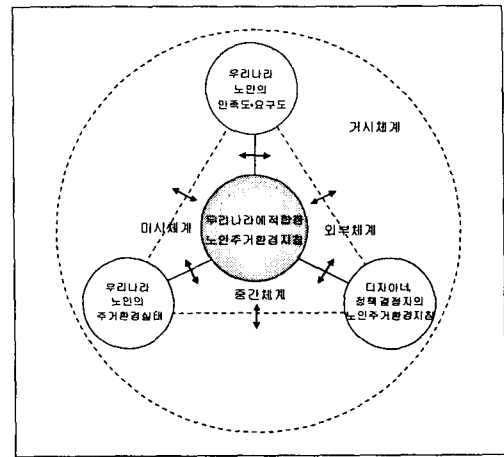 우리나라
노인의
만족도·요구도
거시체계
미시체계
우리나라에적합한
노인주거환경지침
외부체계
중간체계
우리나라
노인의
주거환경실태
디자이너,
정책결정자의
노인주거환경지침